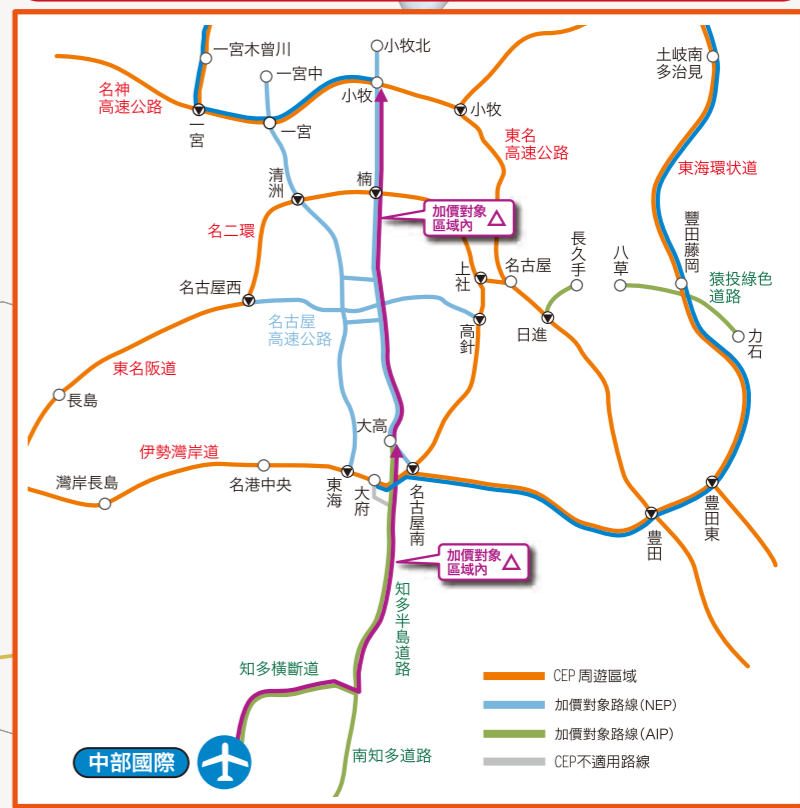 一宮木曾川
小牧北
一宮中
土岐南
多治見
名神
高速公路
小牧
小牧
一宮
一宮
東名
高速公路
東海環状道
清洲
楠
加價對象
區域內 △
名二環
豐田藤岡
長久手
八草
上社
名古屋
猿投綠色
道路
名古屋西
名古屋
高速公路
高針
日進
力石
東名阪道
長島
大高
伊勢灣岸道
灣岸長島
名港中央
東海
大府
名古屋南
豊田
豊田東
加價對象
區域內 △
知多半島道路
知多橫斷道
CEP 周遊區域
加價對象路線(NEP)
加價對象路線(AIP)
CEP不適用路線
南知多道路
中部國際